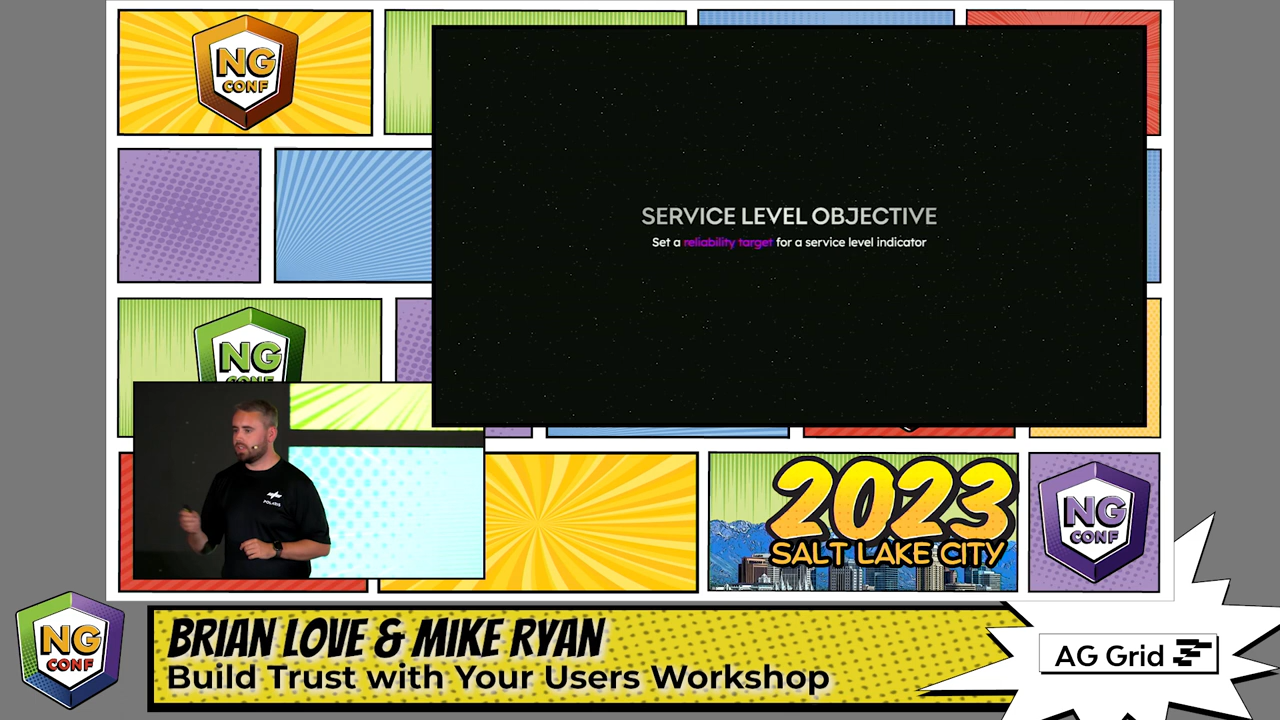 NG
CONF
SERVICE LEVEL OBJECTIVE
Set a reliability target for a service level indicator
NG
CONF
POLARIS
2023
SALT LAKE CITY
NG
CONF
NG
CONF
BRIAN LOVE & MIKE RYAN
Build Trust with Your Users Workshop
AG Grid